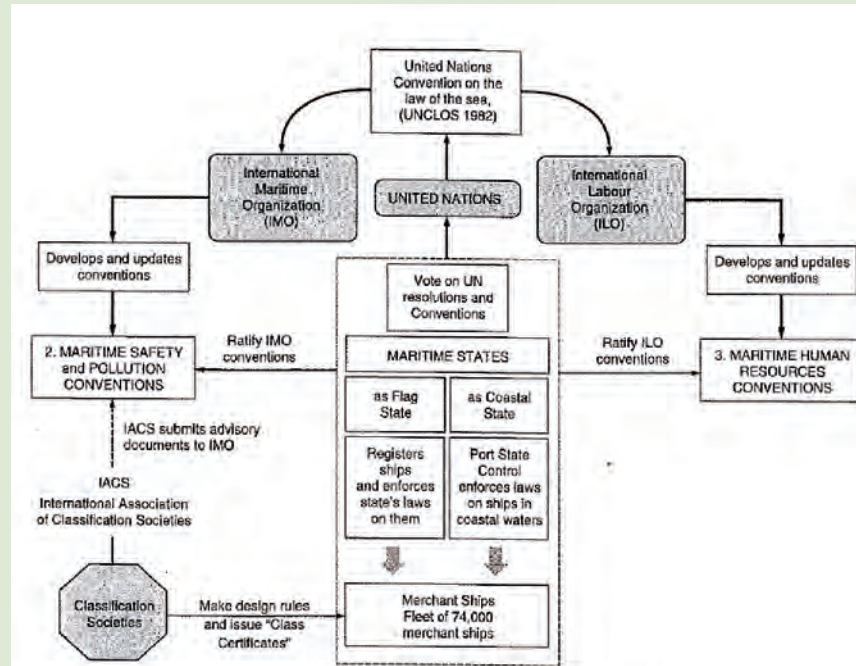 United Nations
Convention on the
law of the sea,
(UNCLOS 1982)
International
Maritime
Organization
(IMO)
UNITED NATIONS
International
Labour
Organization
(ILO)
Develops and updates
conventions
Vote on UN
resolutions and
Conventions
Develops and updates
conventions
2. MARITIME SAFETY
and POLLUTION
CONVENTIONS
Ratify IMO
conventions
MARITIME STATES
Ratify ILO
conventions
3. MARITIME HUMAN
RESOURCES
CONVENTIONS
as Flag
State
as Coastal
State
IACS submits advisory
documents to IMO
Registers
ships
and enforces
state's laws
on them
Port State
Control
enforces laws
on ships in
coastal waters
IACS
International Association
of Classification Societies
Classification
Societies
Make design rules
and issue "Class
Certificates"
Merchant Ships
Fleet of 74,000
merchant ships